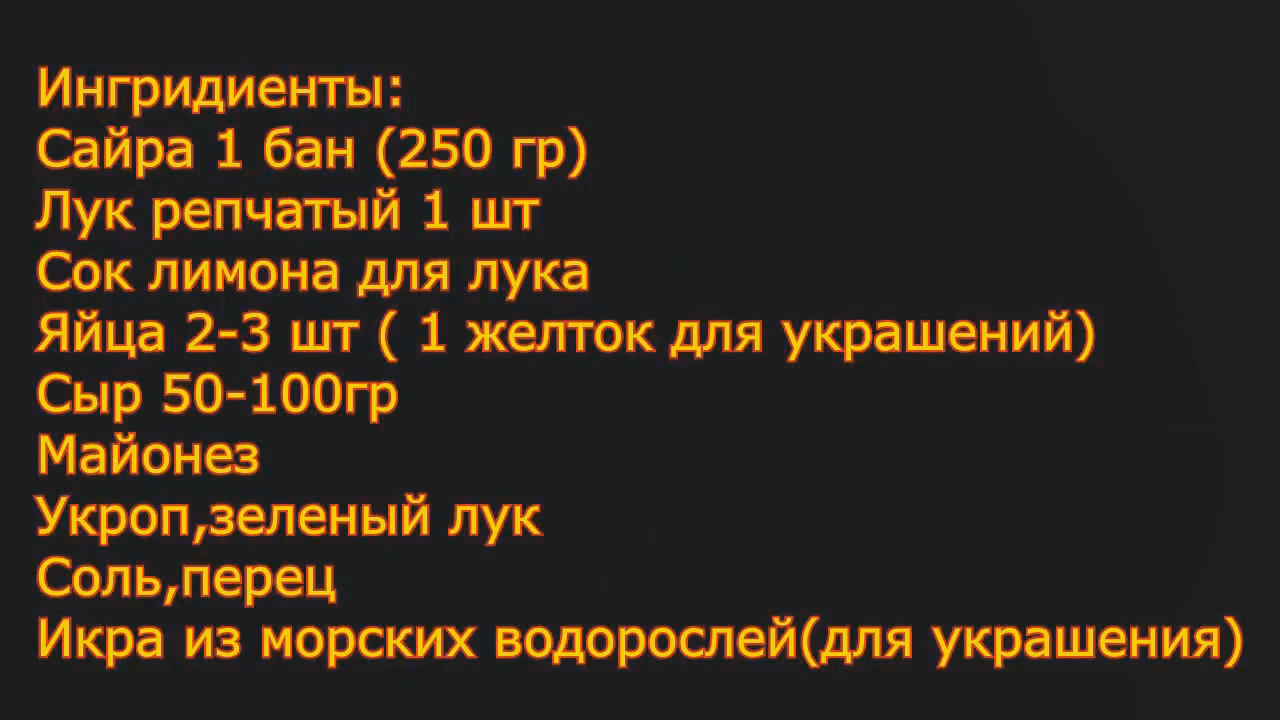 Ингридиенты:
Сайра 1 бан (250 гр)
Лук репчатый 1 шт
Сок лимона для лука
Яйца 2-3 шт ( 1 желток для украшений)
Сыр 50-100гр
Майонез
Укроп,зеленый лук
Соль,перец
Икра из морских водорослей(для украшения)